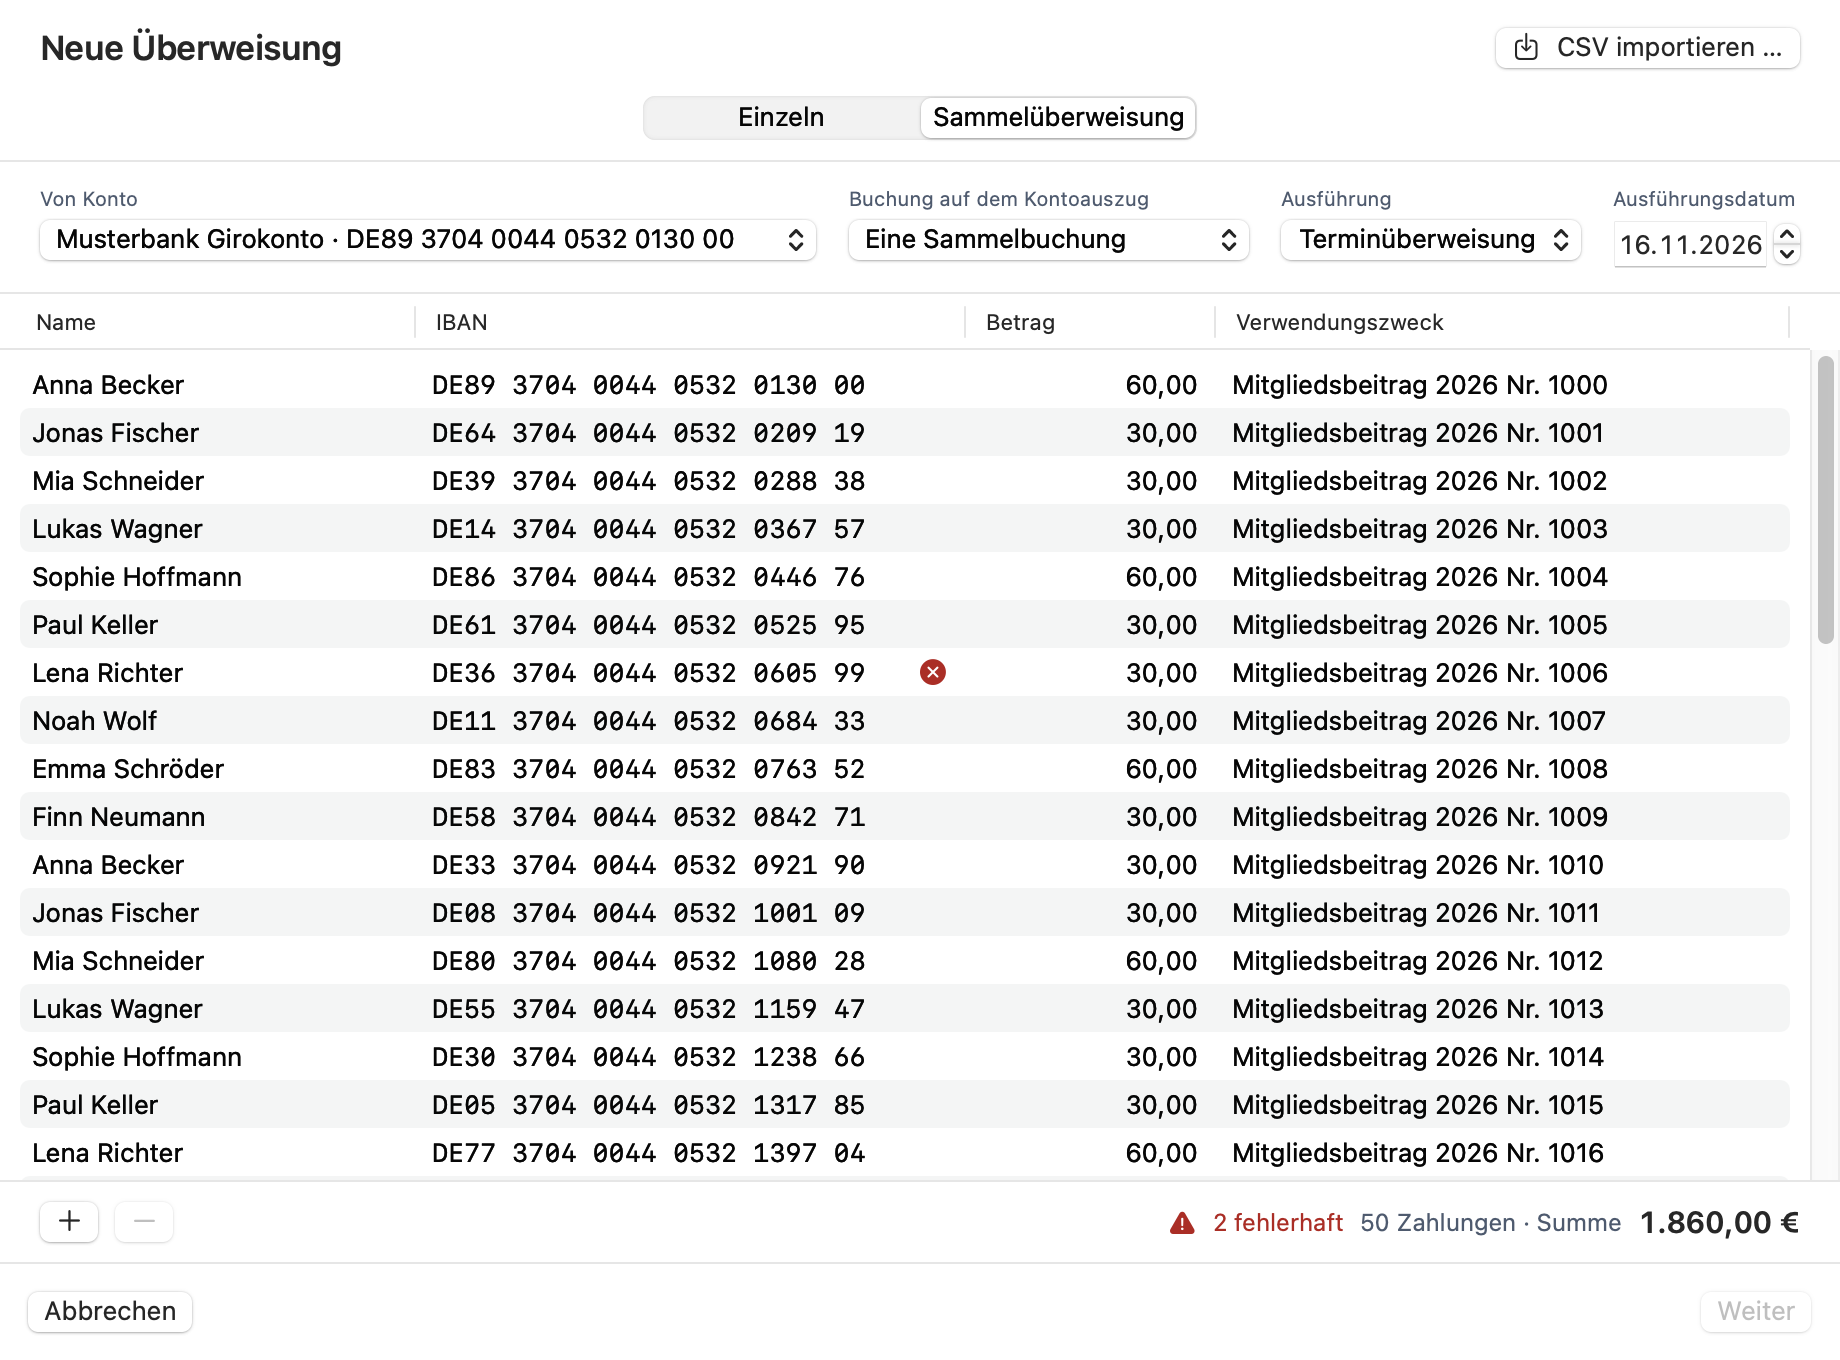 Neue Überweisung
CSV importieren ...
Einzeln Sammelüberweisung
Von Konto Buchung auf dem Kontoauszug Ausführung Ausführungsdatum
Musterbank Girokonto · DE89 3704 0044 0532 0130 00 Eine Sammelbuchung Terminüberweisung 16.11.2026
Name IBAN Betrag Verwendungszweck
Anna Becker DE89 3704 0044 0532 0130 00 60,00 Mitgliedsbeitrag 2026 Nr. 1000
Jonas Fischer DE64 3704 0044 0532 0209 19 30,00 Mitgliedsbeitrag 2026 Nr. 1001
Mia Schneider DE39 3704 0044 0532 0288 38 30,00 Mitgliedsbeitrag 2026 Nr. 1002
Lukas Wagner DE14 3704 0044 0532 0367 57 30,00 Mitgliedsbeitrag 2026 Nr. 1003
Sophie Hoffmann DE86 3704 0044 0532 0446 76 60,00 Mitgliedsbeitrag 2026 Nr. 1004
Paul Keller DE61 3704 0044 0532 0525 95 30,00 Mitgliedsbeitrag 2026 Nr. 1005
Lena Richter DE36 3704 0044 0532 0605 99 30,00 Mitgliedsbeitrag 2026 Nr. 1006
Noah Wolf DE11 3704 0044 0532 0684 33 30,00 Mitgliedsbeitrag 2026 Nr. 1007
Emma Schröder DE83 3704 0044 0532 0763 52 60,00 Mitgliedsbeitrag 2026 Nr. 1008
Finn Neumann DE58 3704 0044 0532 0842 71 30,00 Mitgliedsbeitrag 2026 Nr. 1009
Anna Becker DE33 3704 0044 0532 0921 90 30,00 Mitgliedsbeitrag 2026 Nr. 1010
Jonas Fischer DE08 3704 0044 0532 1001 09 30,00 Mitgliedsbeitrag 2026 Nr. 1011
Mia Schneider DE80 3704 0044 0532 1080 28 60,00 Mitgliedsbeitrag 2026 Nr. 1012
Lukas Wagner DE55 3704 0044 0532 1159 47 30,00 Mitgliedsbeitrag 2026 Nr. 1013
Sophie Hoffmann DE30 3704 0044 0532 1238 66 30,00 Mitgliedsbeitrag 2026 Nr. 1014
Paul Keller DE05 3704 0044 0532 1317 85 30,00 Mitgliedsbeitrag 2026 Nr. 1015
Lena Richter DE77 3704 0044 0532 1397 04 60,00 Mitgliedsbeitrag 2026 Nr. 1016
2 fehlerhaft 50 Zahlungen · Summe 1.860,00 €
Abbrechen Weiter